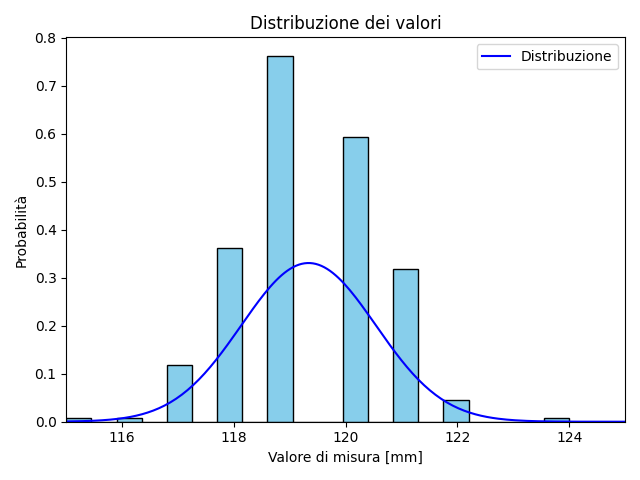 Distribuzione dei valori
Distribuzione
Probabilità
0.8
0.7
0.6
0.5
0.4
0.3
0.2
0.1
0.0
116 118 120 122 124
Valore di misura [mm]